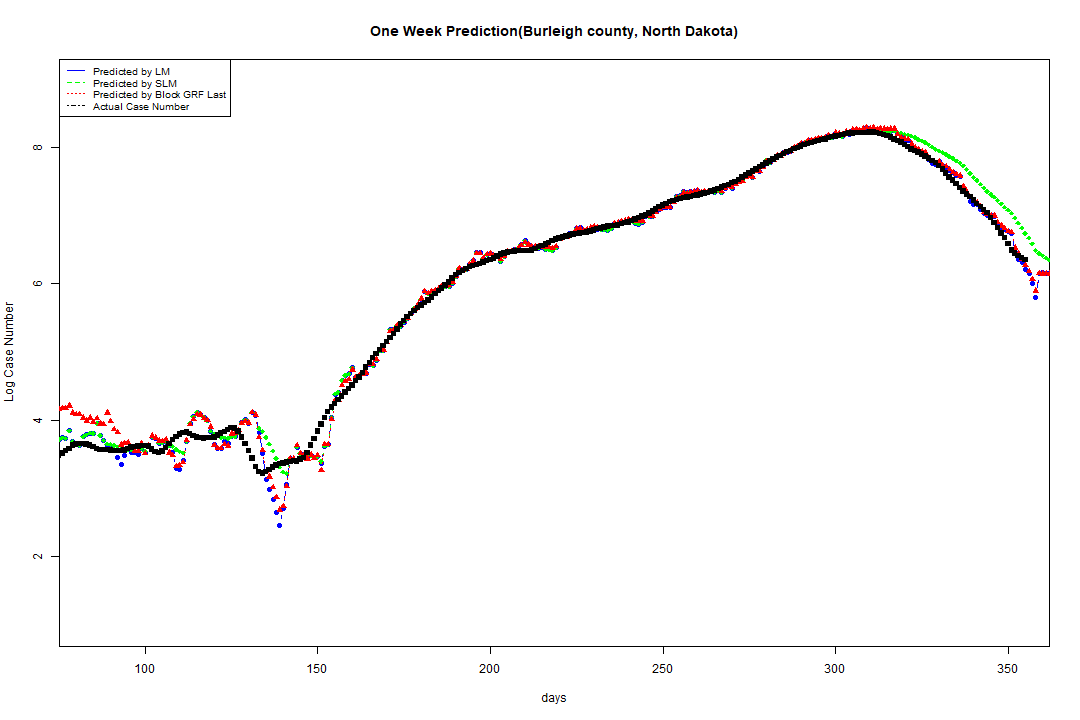 One Week Prediction(Burleigh county, North Dakota)
Predicted by LM
Predicted by SLM
Predicted by Block GRF Last
Actual Case Number
8
6
4
2
Log Case Number
100 150 200 250 300 350
days